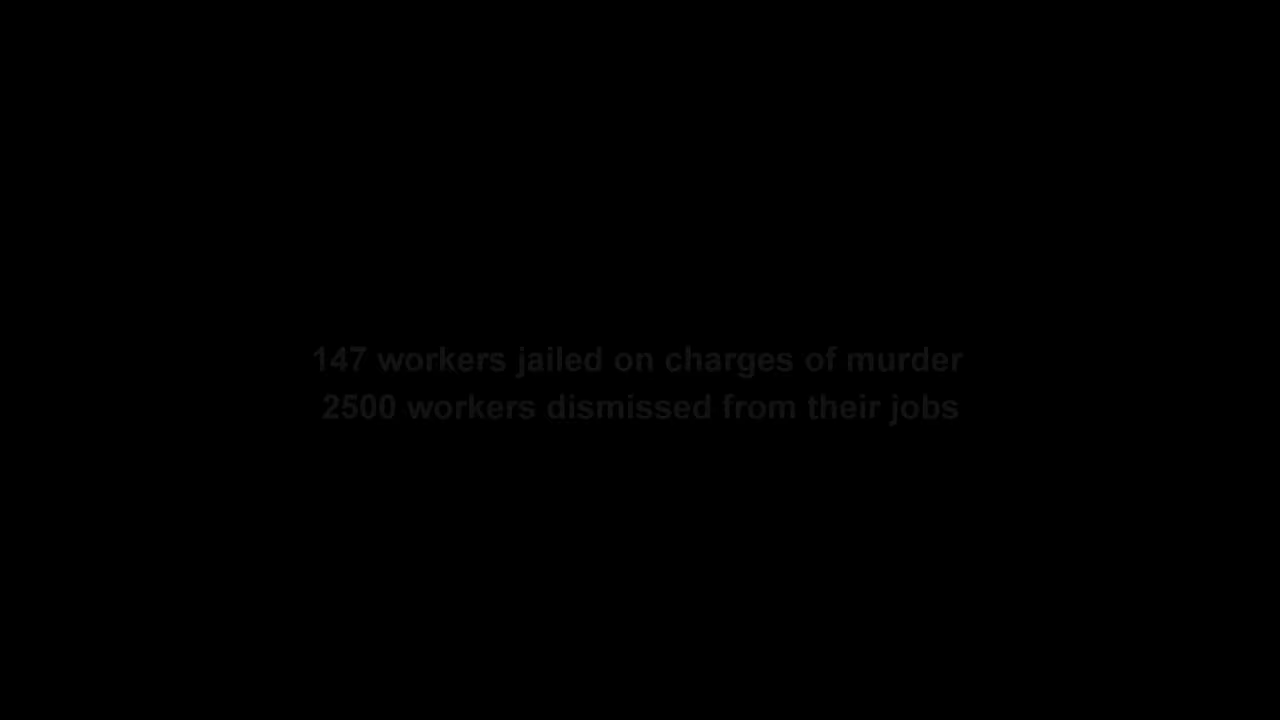 147 workers jailed on charges of murder
2500 workers dismissed from their jobs